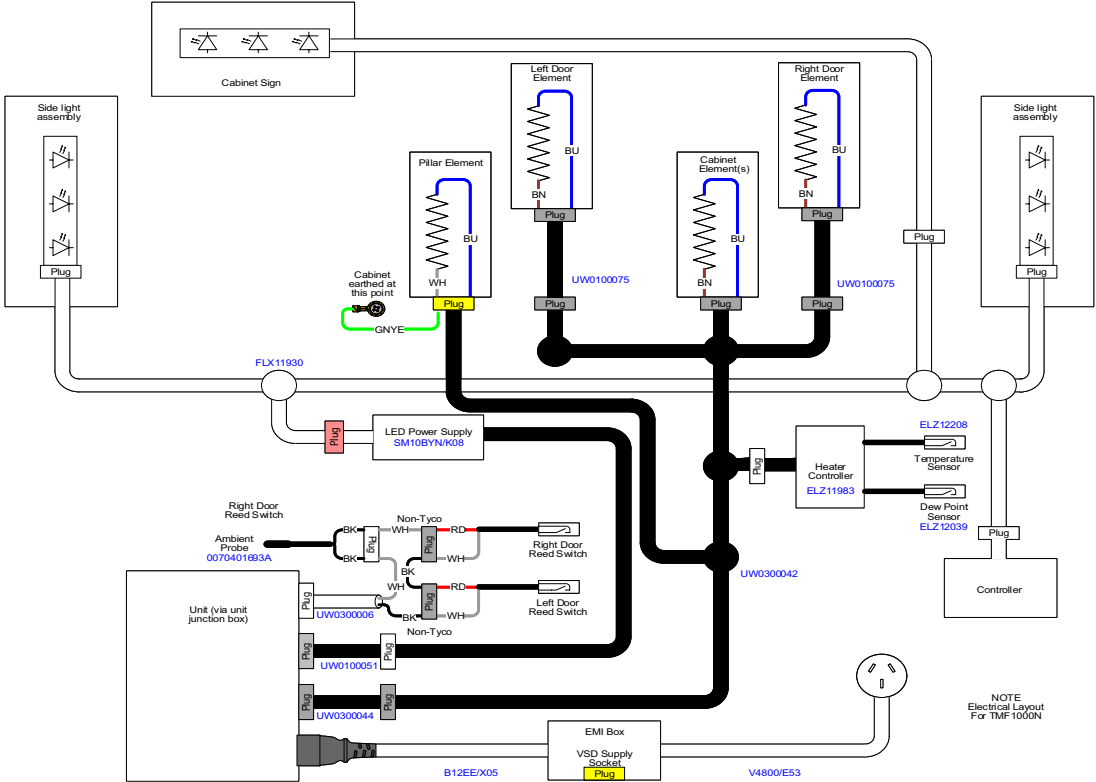 Cabinet Sign
Left Door
Element
Right Door
Element
Side light
assembly
Side light
assembly
Pillar Element
Cabinet
Element(s)
BU
BU
BN
BN
Plug
Plug
BU
BU
Plug
WH
BN
Plug
Plug
Cabinet
earthed at
this point
UW0100075
UW0100075
Plug
Plug
Plug
Plug
Plug
GNYE
FLX11930
Plug
LED Power Supply
SM10BYN/K08
ELZ12208
Temperature
Sensor
Plug
Heater
Controller
ELZ11983
Dew Point
Sensor
ELZ12039
Right Door
Reed Switch
Ambient
Probe
0070401693A
BK
BK
Plug
WH
Non-Tyco
Plug
RD
WH
Right Door
Reed Switch
Plug
BK
WH
UW0300042
Controller
Unit (via unit
junction box)
Plug
UW0300006
BK
Plug
RD
WH
Left Door
Reed Switch
Non-Tyco
Plug
UW0100051
Plug
Plug
UW0300044
Plug
NOTE
Electrical Layout
For TMF1000N
EMI Box
VSD Supply
Socket
Plug
B12EE/X05
V4800/E53